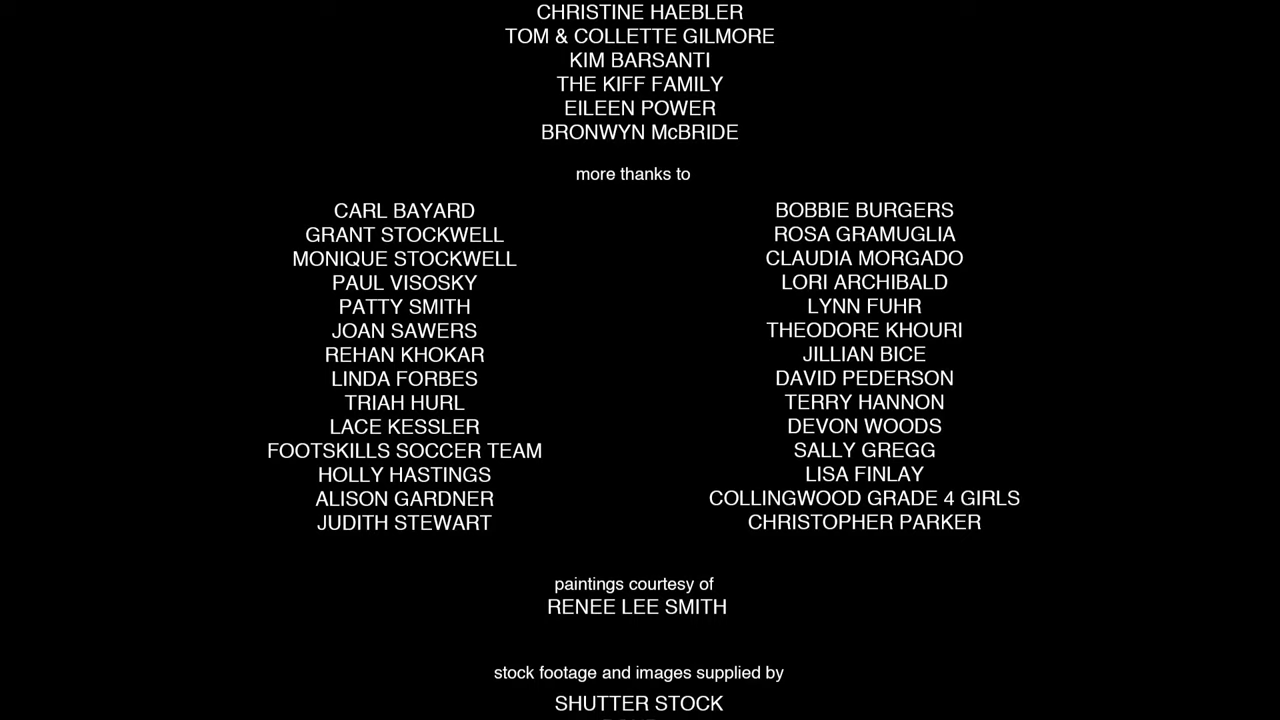 CHRISTINE HAEBLER
TOM & COLLETTE GILMORE
KIM BARSANTI
THE KIFF FAMILY
EILEEN POWER
BRONWYN McBRIDE
more thanks to
CARL BAYARD
GRANT STOCKWELL
MONIQUE STOCKWELL
PAUL VISOSKY
PATTY SMITH
JOAN SAWERS
REHAN KHOKAR
LINDA FORBES
TRIAH HURL
LACE KESSLER
FOOTSKILLS SOCCER TEAM
HOLLY HASTINGS
ALISON GARDNER
JUDITH STEWART
BOBBIE BURGERS
ROSA GRAMUGLIA
CLAUDIA MORGADO
LORI ARCHIBALD
LYNN FUHR
THEODORE KHOURI
JILLIAN BICE
DAVID PEDERSON
TERRY HANNON
DEVON WOODS
SALLY GREGG
LISA FINLAY
COLLINGWOOD GRADE 4 GIRLS
CHRISTOPHER PARKER
paintings courtesy of
RENEE LEE SMITH
stock footage and images supplied by
SHUTTER STOCK